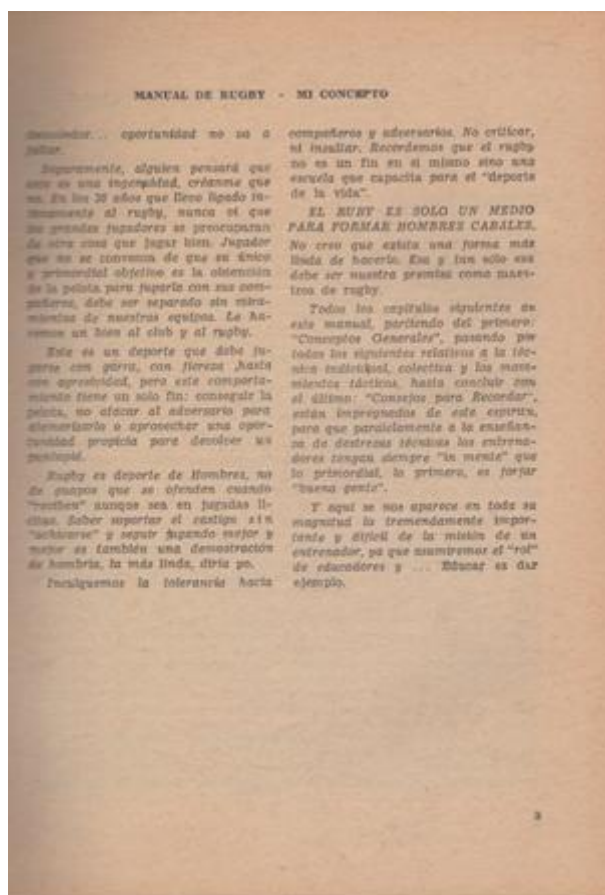 MANUAL DE RUGBY - MI CONCEPTO
demostrar... oportunidad no va a
faltar.
Seguramente, alguien pensará que
esto es una ingenuidad, créanme que
no. En los 30 años que llevo ligado in-
timamente al rugby, nunca vi que
los grandes jugadores se preocuparan
de otra cosa que jugar bien. Jugador
que no se convenza de que su único
y primordial objetivo es la obtención
de la pelota para jugarla con sus com-
pañeros, debe ser separado sin mira-
mientos de nuestros equipos. Le ha-
remos un bien al club y al rugby.
Este es un deporte que debe ju-
garse con garra, con fiereza ,hasta
con agresividad, pero este comporta-
miento tiene un solo fin: conseguir la
pelota, no atacar al adversario para
atemorizarlo o aprovechar una opor-
tunidad propicia para devolver un
puntapié.
Rugby es deporte de Hombres, no
de guapos que se ofenden cuando
"reciben" aunque sea en jugadas lí-
citas. Saber soportar el castigo sin
"achicarse" y seguir jugando mejor y
mejor es también una demostración
de hombría, la más linda, diría yo.
Inculquemos la tolerancia hacia
compañeros y adversarios. No criticar,
ni insultar. Recordemos que el rugby
no es un fin en sí mismo sino una
escuela que capacita para el "deporte
de la vida".
EL RUBY ES SOLO UN MEDIO
PARA FORMAR HOMBRES CABALES.
No creo que exista una forma más
linda de hacerlo. Esa y tan sólo esa
debe ser nuestra premisa como maes-
tros de rugby.
Todos los capítulos siguientes en
este manual, partiendo del primero:
"Conceptos Generales", pasando por
todos los siguientes relativos a la téc-
nica individual, colectiva y los movi-
mientos tácticos, hasta concluir con
el último: "Consejos para Recordar",
están impregnados de este espíritu,
para que paralelamente a la enseñan-
za de destrezas técnicas los entrena-
dores tengan siempre "in mente" que
lo primordial, lo primero, es forjar
"buena gente".
Y aquí se nos aparece en toda su
magnitud la tremendamente impor-
tante y difícil de la misión de un
entrenador, ya que asumiremos el "rol"
de educadores y ... Educar es dar
ejemplo.
3